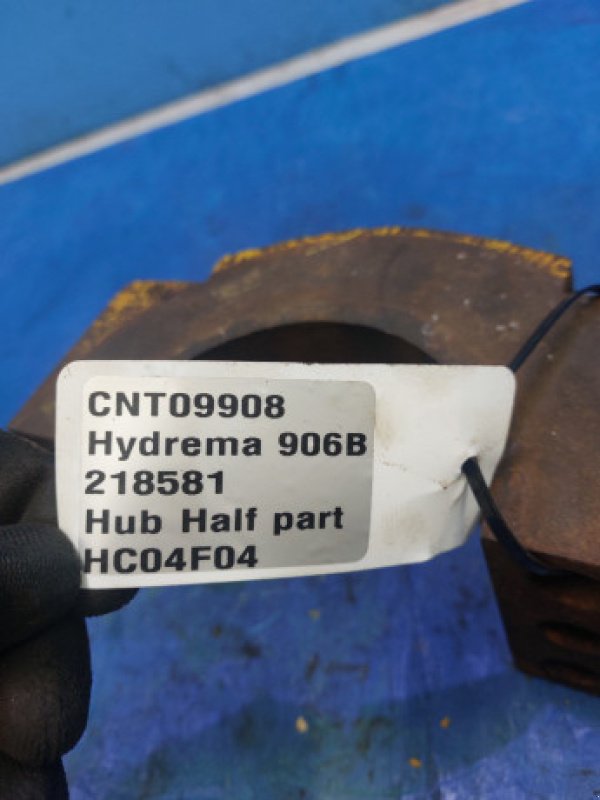 CNT09908
Hydrema 906B
218581
Hub Half part
HC04F04